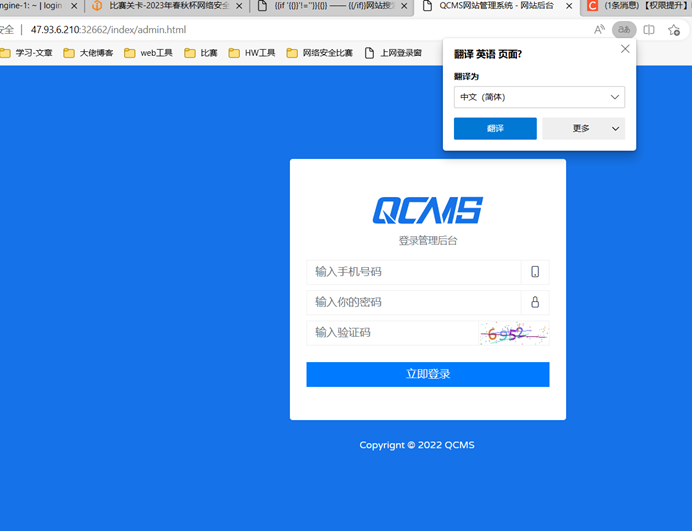 ngine-1: ~ | login
比赛关卡-2023年春秋杯网络安全
{{if '{{}}'!=''}}{{}} —— {{/if}}网站搜
QCMS网站管理系统 - 网站后台
(1条消息) 【权限提升】
安全 | 47.93.6.210:32662/index/admin.html
学习-文章
大佬博客
web工具
比赛
HW工具
网络安全比赛
上网登录窗
翻译 英语 页面?
翻译为
中文（简体）
翻译
更多
QCMS
登录管理后台
输入手机号码
输入你的密码
输入验证码
6952
立即登录
Copyright © 2022 QCMS